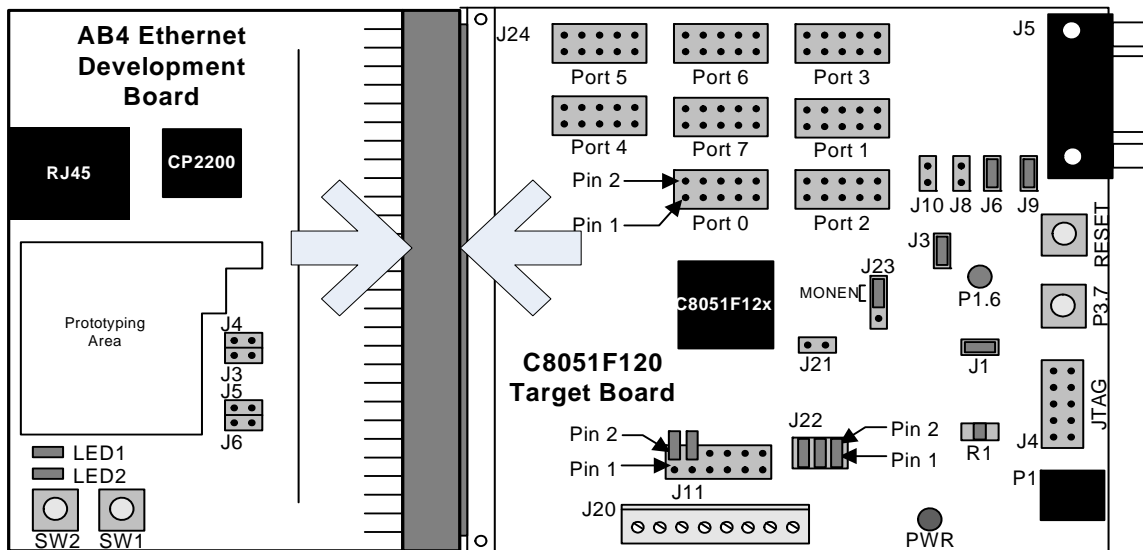 AB4 Ethernet
Development
Board
RJ45
CP2200
Prototyping
Area
J4
J3
J5
J6
LED1
LED2
SW2
SW1
J24
Port 5
Port 6
Port 3
J5
Port 4
Port 7
Port 1
Pin 2
Pin 1
Port 0
Port 2
J10
J8
J6
J9
RESET
J3
J23
MONEN
P1.6
P3.7
C8051F12x
J21
J1
C8051F120
Target Board
JTAG
J4
Pin 2
Pin 1
J11
J22
Pin 2
Pin 1
R1
P1
J20
PWR